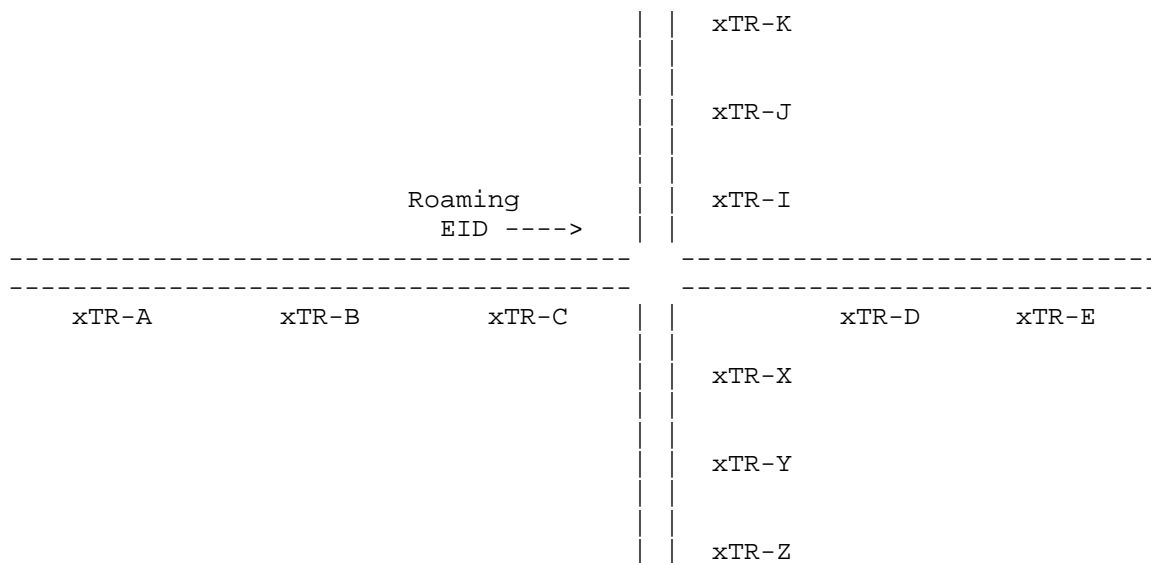 xTR-K
xTR-J
Roaming xTR-I
EID ---->
xTR-A xTR-B xTR-C xTR-D xTR-E
xTR-X
xTR-Y
xTR-Z